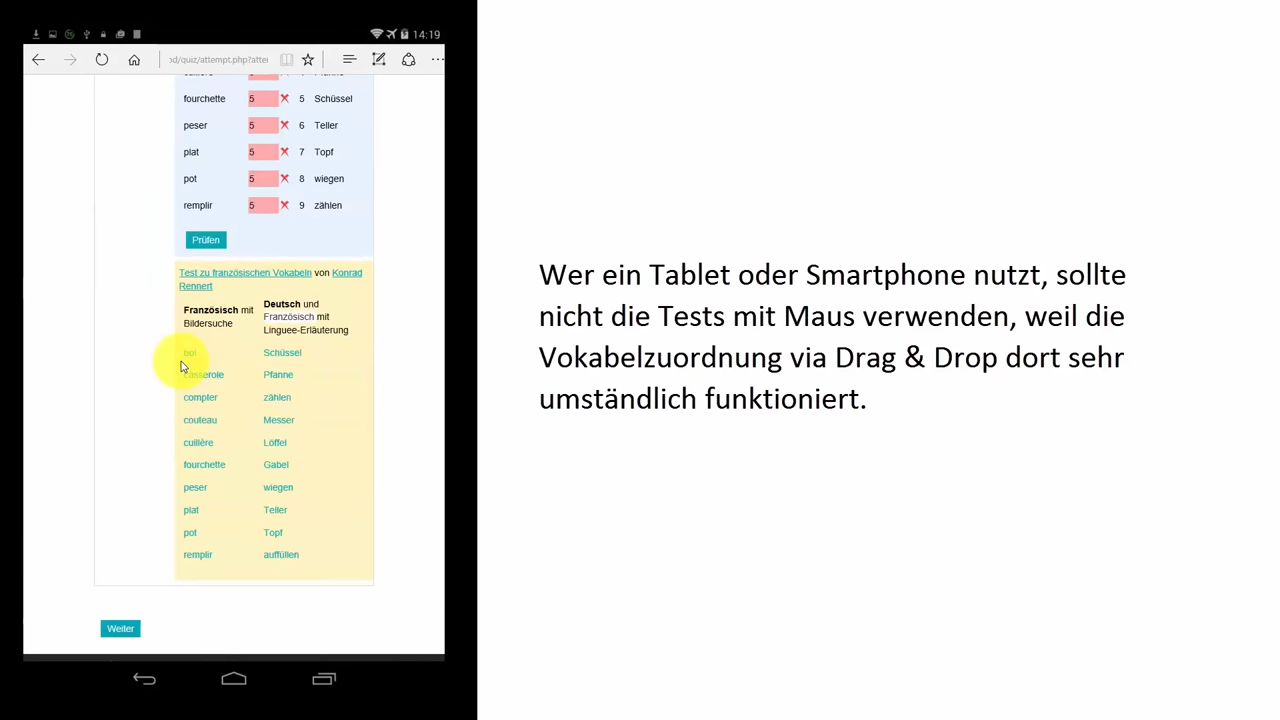 14:19
xd/quiz/attempt.php?atte
fourchette 5 5 Schüssel
peser 5 6 Teller
plat 5 7 Topf
pot 5 8 wiegen
remplir 5 9 zählen
Prüfen
Test zu französischen Vokabeln von Konrad
Rennert
Französisch mit
Bildersuche
Deutsch und
Französisch mit
Linguee-Erläuterung
bol Schüssel
casserole Pfanne
compter zählen
couteau Messer
cuillère Löffel
fourchette Gabel
peser wiegen
plat Teller
pot Topf
remplir auffüllen
Weiter
Wer ein Tablet oder Smartphone nutzt, sollte
nicht die Tests mit Maus verwenden, weil die
Vokabelzuordnung via Drag & Drop dort sehr
umständlich funktioniert.